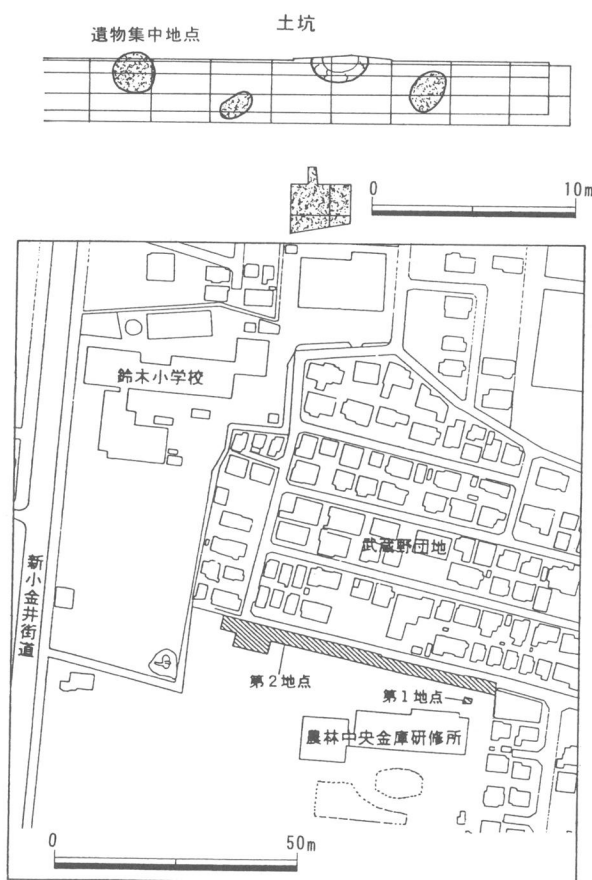 土坑
遺物集中地点
0 10m
鈴木小学校
武蔵野団地
新小金井街道
第2地点
第1地点
農林中央金庫研修所
0 50m